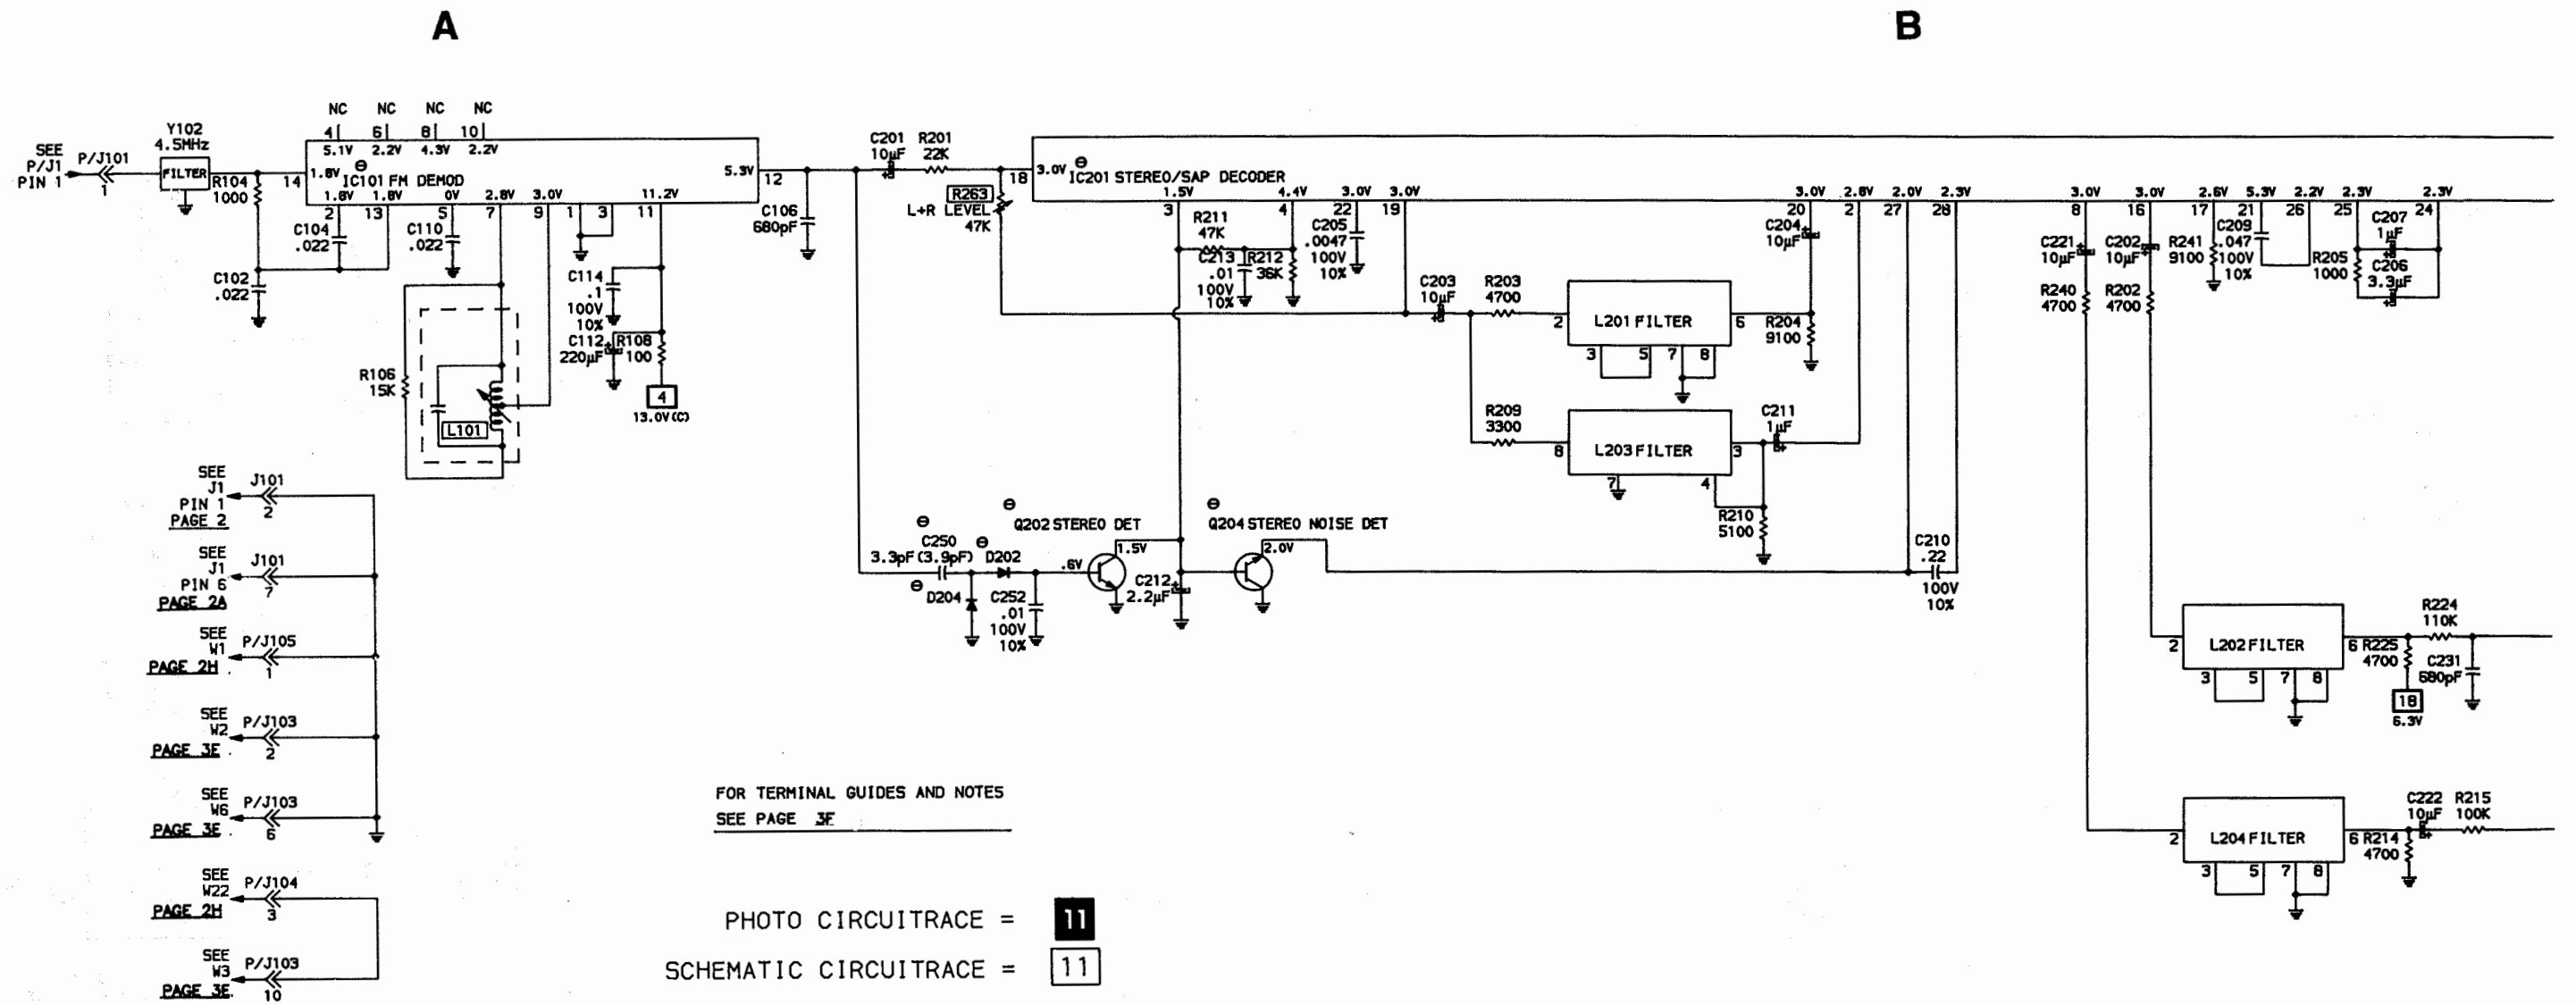 A
B
NC NC NC NC
4 6 8 10
5.1V 2.2V 4.3V 2.2V
SEE
P/J1
PIN 1
P/J101
1
Y102
4.5MHz
FILTER
R104
1000
14
1.8V
IC101 FM DEMOD
1.8V 1.8V 0V 2.8V 3.0V 11.2V
2 13 5 7 9 1 3 11
5.3V
12
C104
.022
C110
.022
C102
.022
C106
680pF
C114
.1
100V
10%
C112
220µF
R108
100
4
13.0V(C)
R106
15K
L101
C201
10µF
R201
22K
R263
L+R LEVEL
47K
18
3.0V
IC201 STEREO/SAP DECODER
1.5V 4.4V 3.0V 3.0V
3 4 22 19
R211
47K
C213
.01
100V
10%
R212
36K
C205
.0047
100V
10%
C203
10µF
R203
4700
2
L201 FILTER
6
3 5 7 8
3.0V 2.8V 2.0V 2.3V
20 2 27 28
C204
10µF
R204
9100
R209
3300
8
L203 FILTER
3
7 4
C211
1µF
R210
5100
C210
.22
100V
10%
3.0V 3.0V 2.6V 5.3V 2.2V 2.3V 2.3V
8 16 17 21 26 25 24
C221
10µF
C202
10µF
R241
9100
C209
.047
100V
10%
R205
1000
C207
1µF
C206
3.3µF
R240
4700
R202
4700
C250
3.3pF(3.9pF)
D202
D204
C252
.01
100V
10%
Q202 STEREO DET
.6V
1.5V
C212
2.2µF
Q204 STEREO NOISE DET
2.0V
2
L202 FILTER
6
3 5 7 8
R225
4700
18
6.3V
R224
110K
C231
680pF
2
L204 FILTER
6
3 5 7 8
R214
4700
C222
10µF
R215
100K
SEE
J1
PIN 1
PAGE 2
J101
2
SEE
J1
PIN 6
PAGE 2A
J101
7
SEE
W1
PAGE 2H
P/J105
1
SEE
W2
PAGE 3E
P/J103
2
SEE
W6
PAGE 3E
P/J103
6
SEE
W22
PAGE 2H
P/J104
3
SEE
W3
PAGE 3E
P/J103
10
FOR TERMINAL GUIDES AND NOTES
SEE PAGE 3F
PHOTO CIRCUITRACE = 11
SCHEMATIC CIRCUITRACE = 11